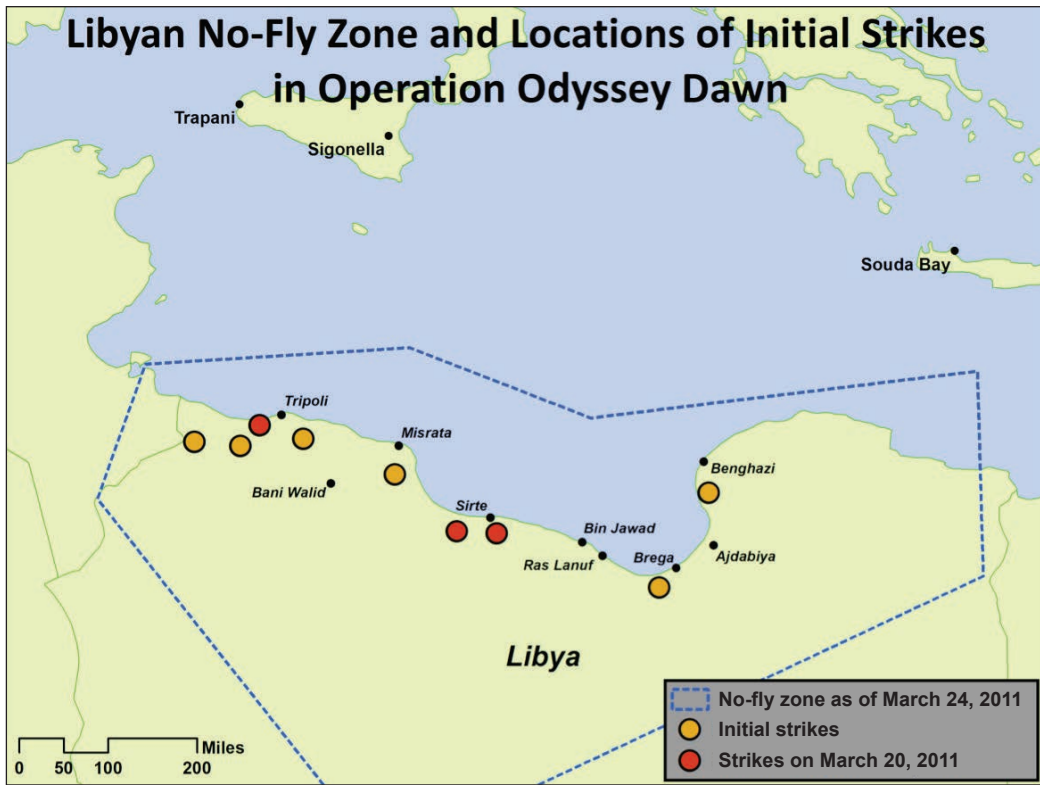 Libyan No-Fly Zone and Locations of Initial Strikes
in Operation Odyssey Dawn
Trapani
Sigonella
Souda Bay
Tripoli
Misrata
Benghazi
Bani Walid
Sirte
Bin Jawad
Ras Lanuf
Brega
Ajdabiya
Libya
No-fly zone as of March 24, 2011
Initial strikes
Strikes on March 20, 2011
Miles
0 50 100 200